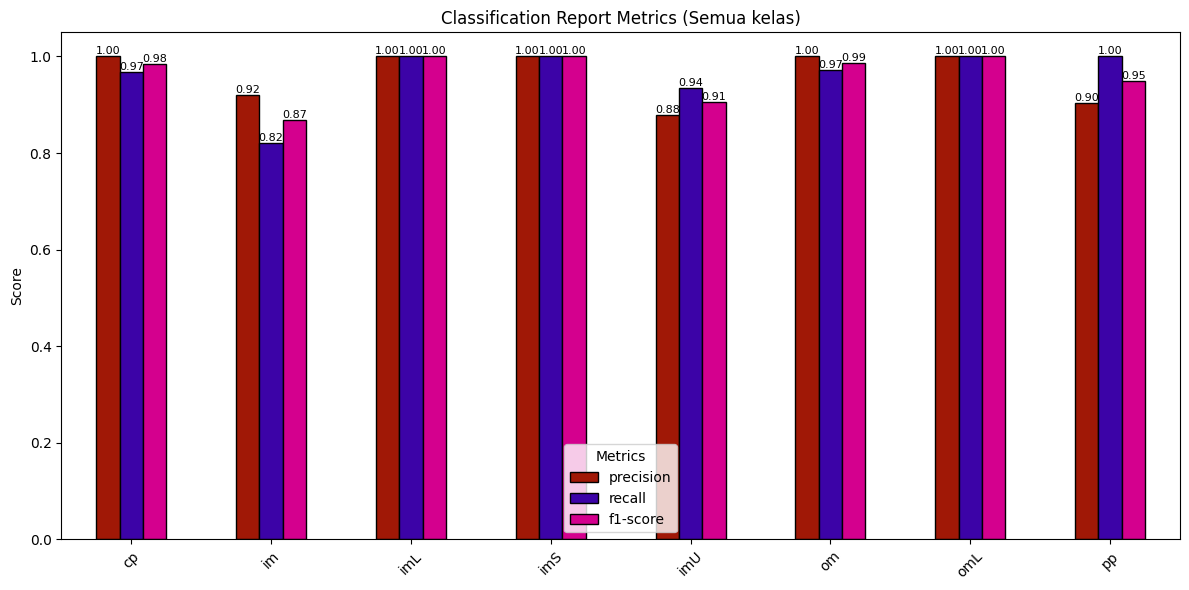 Classification Report Metrics (Semua kelas)
1.00 0.97 0.98 0.92 0.82 0.87 1.00 1.00 1.00 1.00 1.00 1.00 0.88 0.94 0.91 1.00 0.97 0.99 1.00 1.00 1.00 0.90 1.00 0.95
Score
1.0
0.8
0.6
0.4
0.2
0.0
Metrics
precision
recall
f1-score
cp im imL imS imU om omL pp